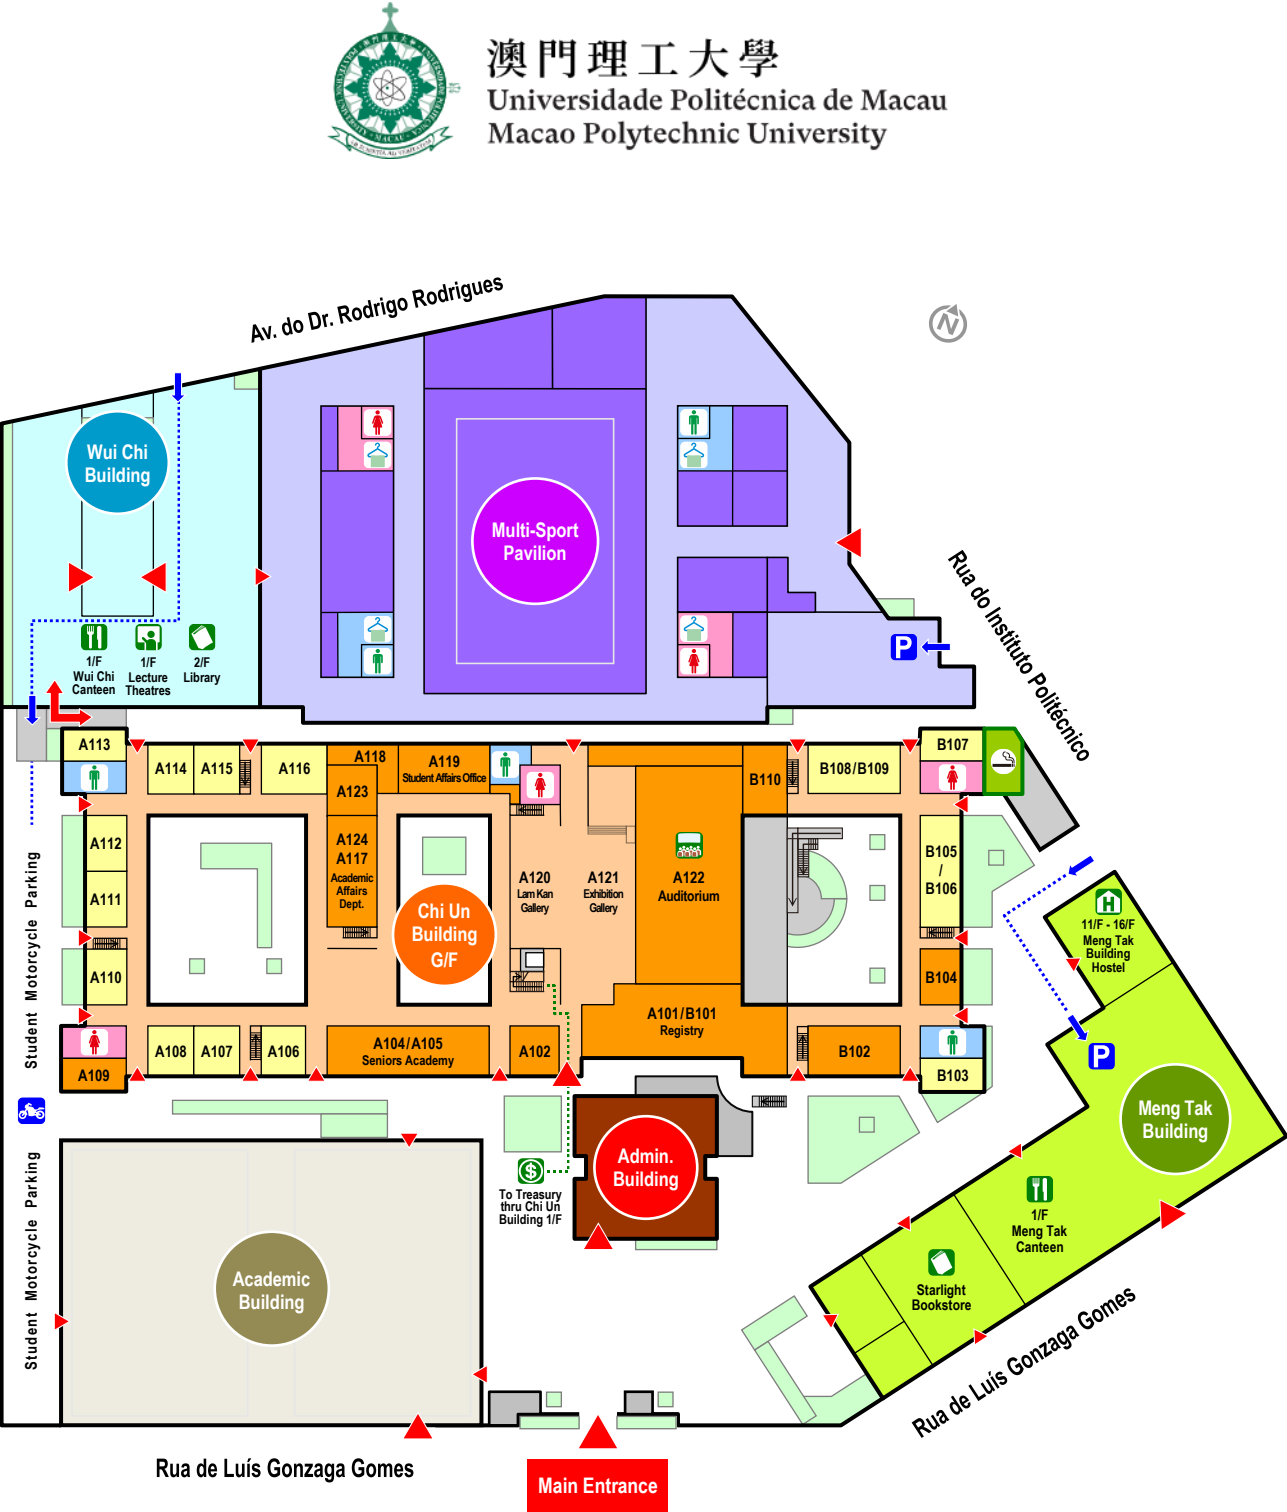 澳門理工大學
Universidade Politécnica de Macau
Macao Polytechnic University
Av. do Dr. Rodrigo Rodrigues
N
Wui Chi
Building
Multi-Sport
Pavilion
Rua do Instituto Politécnico
1/F
Wui Chi
Canteen
1/F
Lecture
Theatres
2/F
Library
P
A113
A114
A115
A116
A118
A119
Student Affairs Office
A123
B110
B108/B109
B107
A112
A111
A110
A124
A117
Academic
Affairs
Dept.
Chi Un
Building
G/F
A120
Lam Kan
Gallery
A121
Exhibition
Gallery
A122
Auditorium
B105
/
B106
B104
H
11/F - 16/F
Meng Tak
Building
Hostel
A101/B101
Registry
A109
A108
A107
A106
A104/A105
Seniors Academy
A102
B102
B103
P
Student Motorcycle Parking
Student Motorcycle Parking
Meng Tak
Building
Admin.
Building
$
To Treasury
thru Chi Un
Building 1/F
1/F
Meng Tak
Canteen
Starlight
Bookstore
Academic
Building
Rua de Luís Gonzaga Gomes
Rua de Luís Gonzaga Gomes
Main Entrance